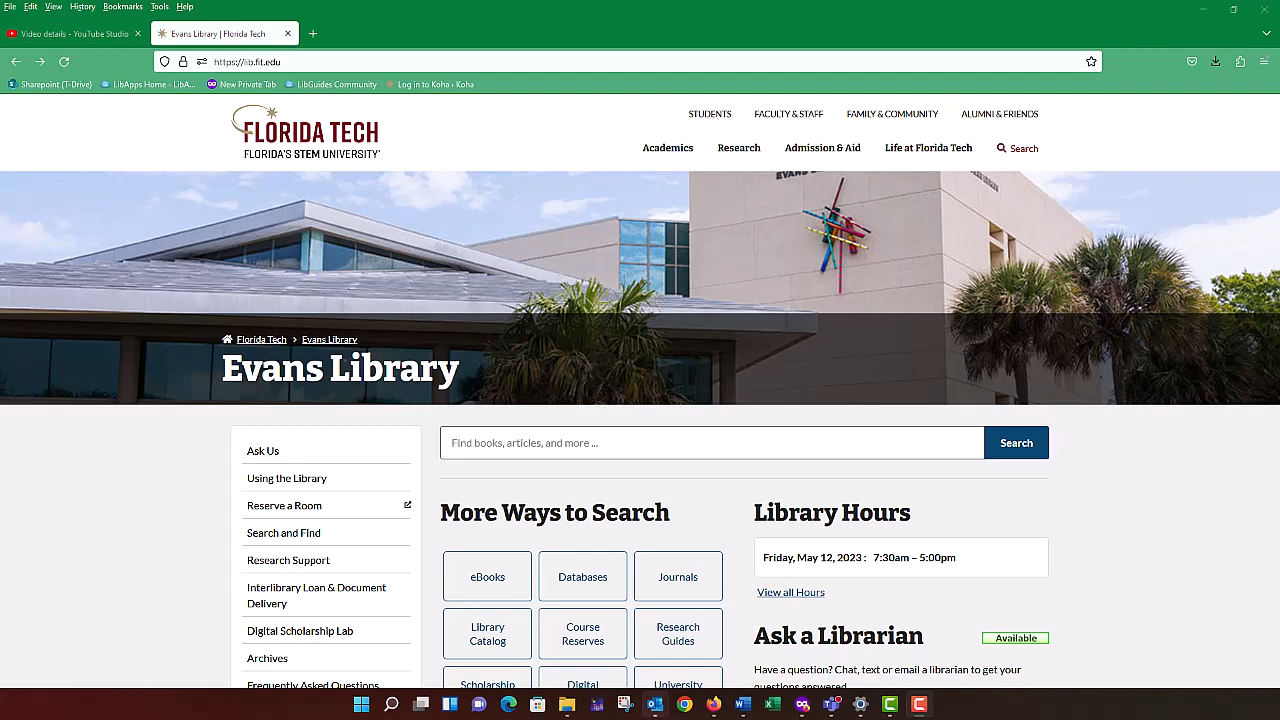 File Edit View History Bookmarks Tools Help
Video details - YouTube Studio
Evans Library | Florida Tech
https://lib.fit.edu
Sharepoint (T-Drive) LibApps Home - LibA... New Private Tab LibGuides Community Log in to Koha › Koha
STUDENTS FACULTY & STAFF FAMILY & COMMUNITY ALUMNI & FRIENDS
FLORIDA TECH
FLORIDA'S STEM UNIVERSITY
Academics Research Admission & Aid Life at Florida Tech Search
Florida Tech > Evans Library
Evans Library
Ask Us
Using the Library
Reserve a Room
Search and Find
Research Support
Interlibrary Loan & Document
Delivery
Digital Scholarship Lab
Archives
Frequently Asked Questions
Find books, articles, and more ...
Search
More Ways to Search
eBooks
Databases
Journals
Library
Catalog
Course
Reserves
Research
Guides
Scholarship
Digital
University
Library Hours
Friday, May 12, 2023 : 7:30am – 5:00pm
View all Hours
Ask a Librarian
Available
Have a question? Chat, text or email a librarian to get your
questions answered